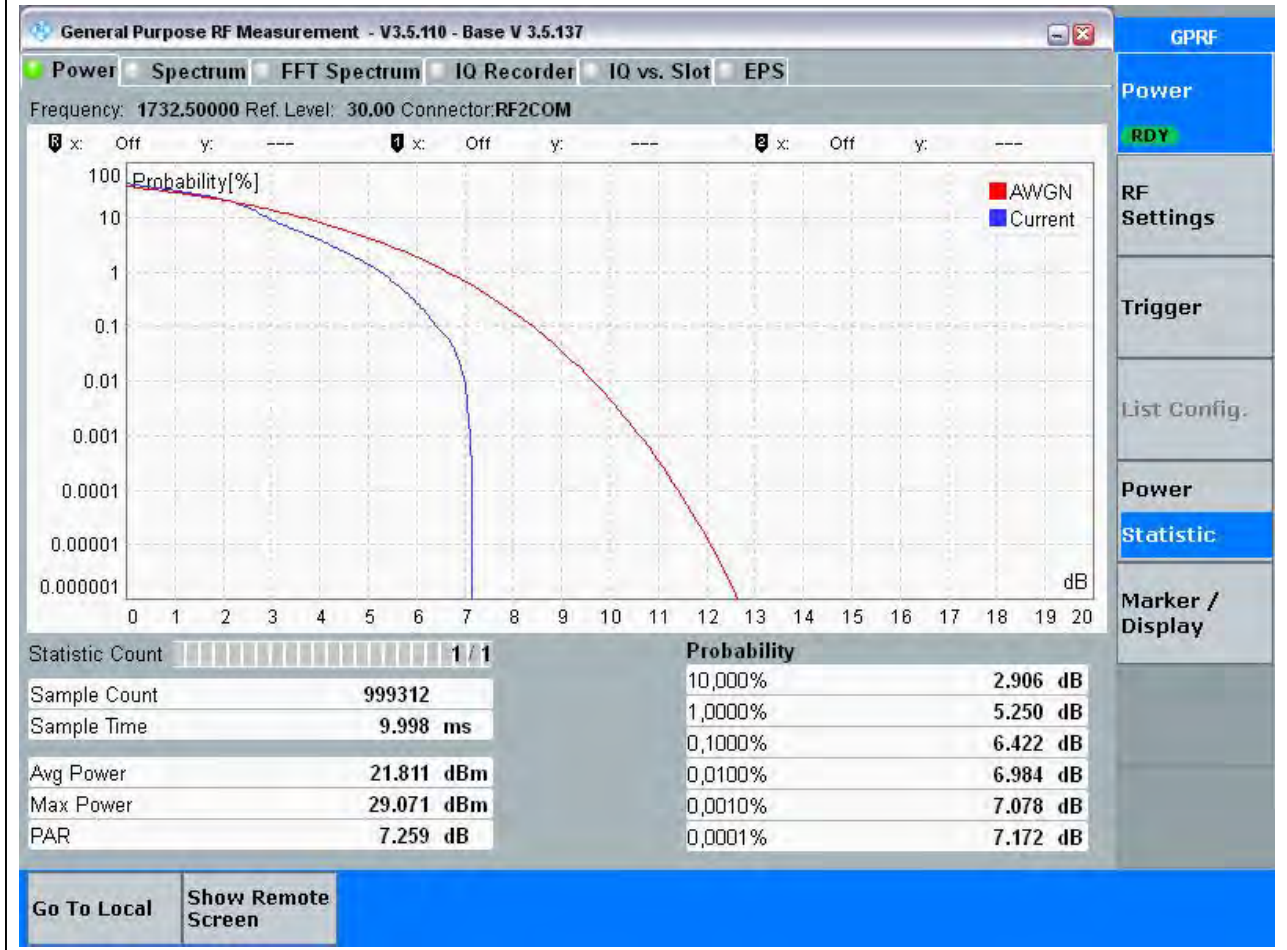 General Purpose RF Measurement - V3.5.110 - Base V 3.5.137
GPRF
Power Spectrum FFT Spectrum IQ Recorder IQ vs. Slot EPS
Frequency: 1732.50000 Ref. Level: 30.00 Connector:RF2COM
R x: Off y: --- 1 x: Off y: --- 2 x: Off y: ---
Probability[%]
AWGN
Current
100
10
1
0.1
0.01
0.001
0.0001
0.00001
0.000001
dB
0 1 2 3 4 5 6 7 8 9 10 11 12 13 14 15 16 17 18 19 20
Statistic Count 1 / 1
Sample Count 999312
Sample Time 9.998 ms
Avg Power 21.811 dBm
Max Power 29.071 dBm
PAR 7.259 dB
Probability
10,000% 2.906 dB
1,0000% 5.250 dB
0,1000% 6.422 dB
0,0100% 6.984 dB
0,0010% 7.078 dB
0,0001% 7.172 dB
Power
RDY
RF
Settings
Trigger
List Config.
Power
Statistic
Marker /
Display
Go To Local
Show Remote
Screen